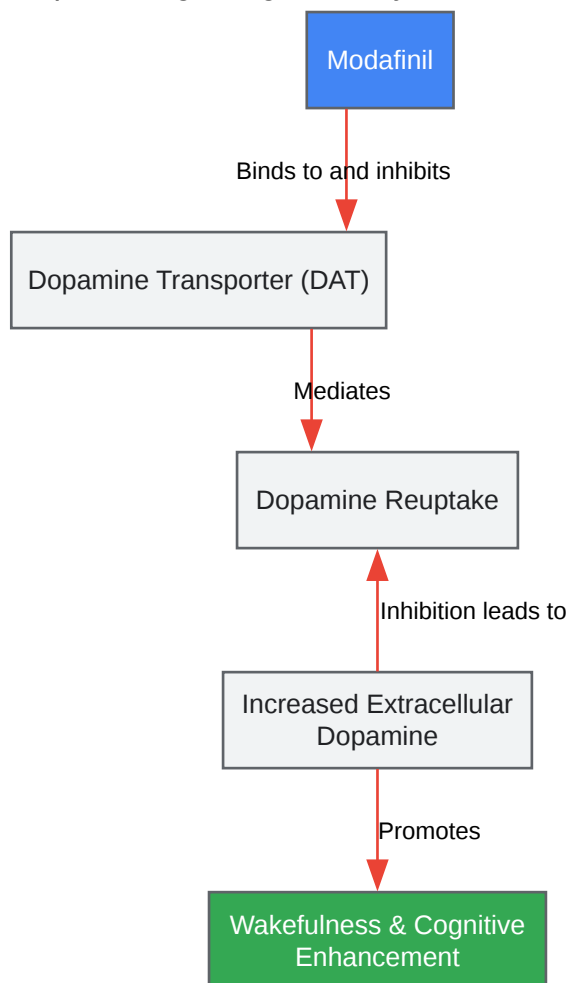 Modafinil
Binds to and inhibits
Dopamine Transporter (DAT)
Mediates
Dopamine Reuptake
Inhibition leads to
Increased Extracellular
Dopamine
Promotes
Wakefulness & Cognitive
Enhancement